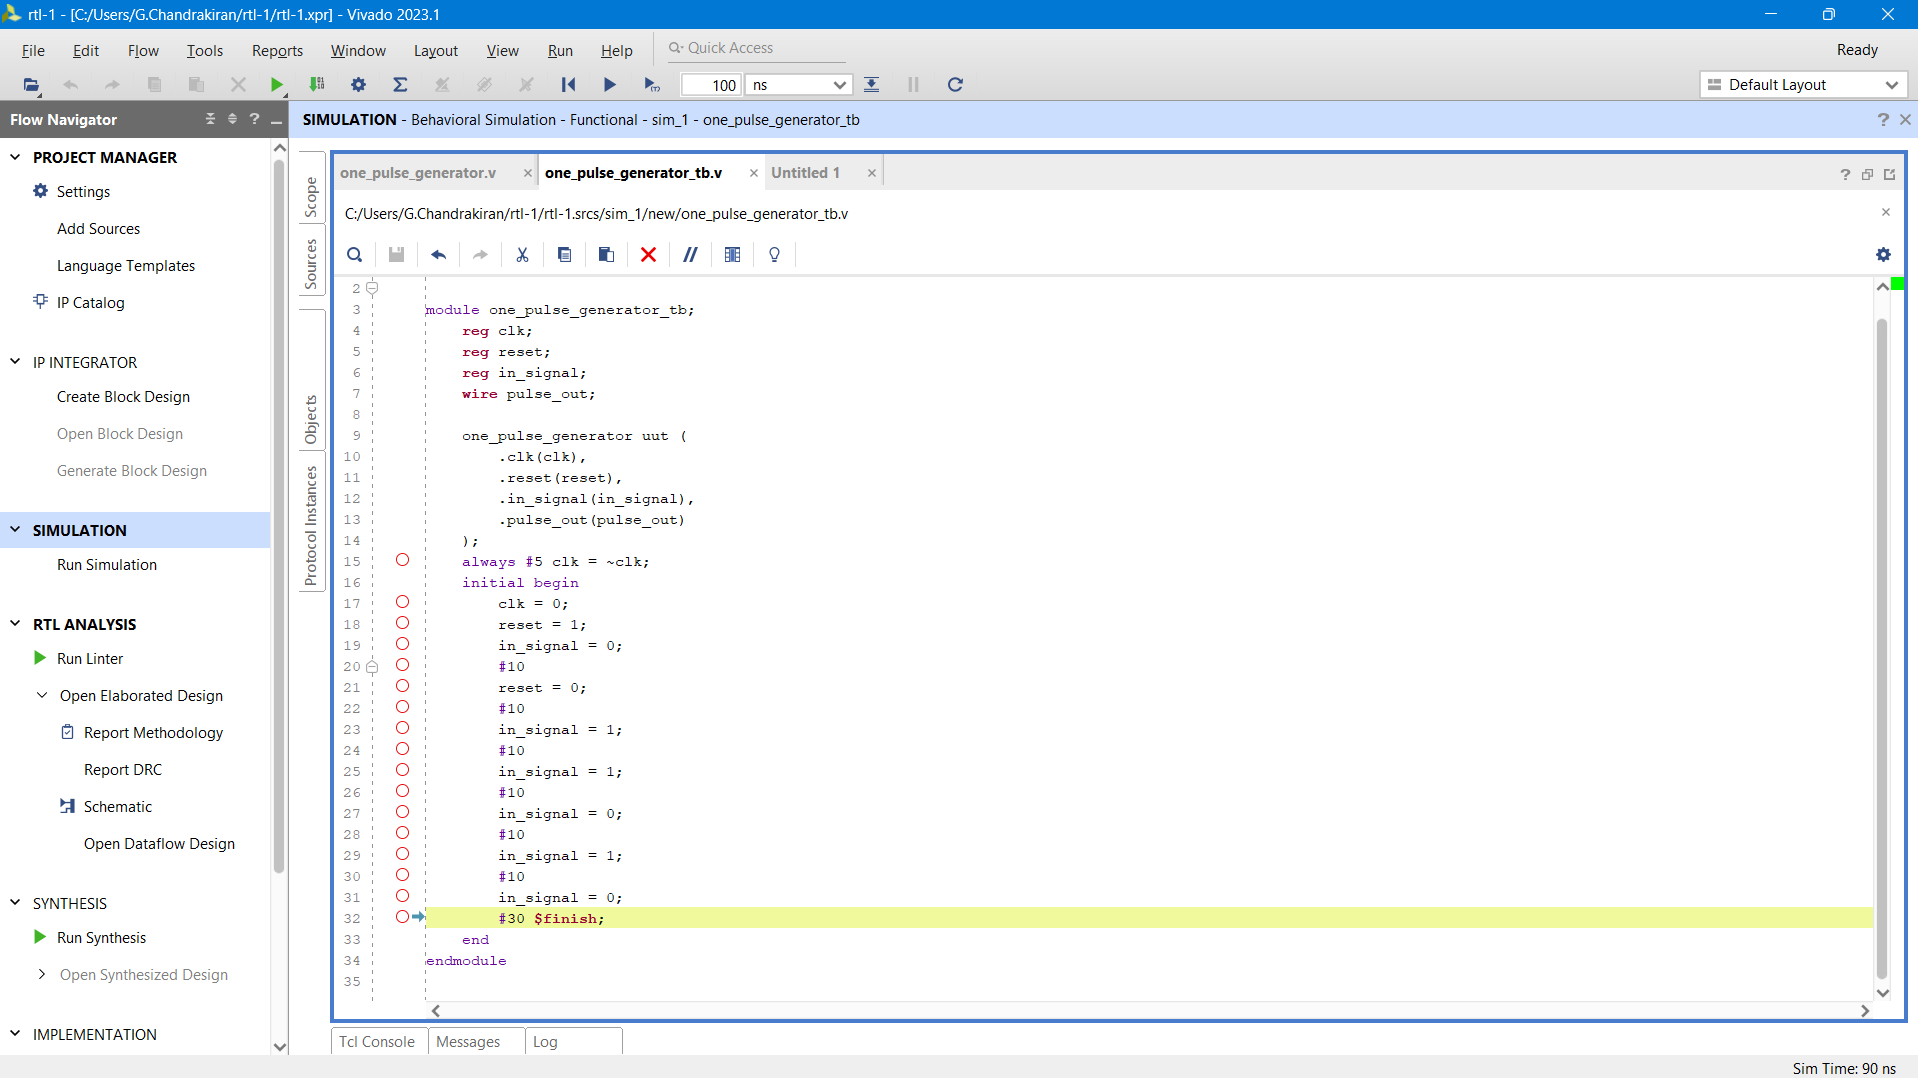 rtl-1 - [C:/Users/G.Chandrakiran/rtl-1/rtl-1.xpr] - Vivado 2023.1
File Edit Flow Tools Reports Window Layout View Run Help Quick Access Ready
100 ns Default Layout
Flow Navigator
SIMULATION - Behavioral Simulation - Functional - sim_1 - one_pulse_generator_tb
PROJECT MANAGER
Settings
Add Sources
Language Templates
IP Catalog
IP INTEGRATOR
Create Block Design
Open Block Design
Generate Block Design
SIMULATION
Run Simulation
RTL ANALYSIS
Run Linter
Open Elaborated Design
Report Methodology
Report DRC
Schematic
Open Dataflow Design
SYNTHESIS
Run Synthesis
Open Synthesized Design
IMPLEMENTATION
Scope
Sources
Objects
Protocol Instances
one_pulse_generator.v one_pulse_generator_tb.v Untitled 1
C:/Users/G.Chandrakiran/rtl-1/rtl-1.srcs/sim_1/new/one_pulse_generator_tb.v
2
3 module one_pulse_generator_tb;
4 reg clk;
5 reg reset;
6 reg in_signal;
7 wire pulse_out;
8
9 one_pulse_generator uut (
10 .clk(clk),
11 .reset(reset),
12 .in_signal(in_signal),
13 .pulse_out(pulse_out)
14 );
15 always #5 clk = ~clk;
16 initial begin
17 clk = 0;
18 reset = 1;
19 in_signal = 0;
20 #10
21 reset = 0;
22 #10
23 in_signal = 1;
24 #10
25 in_signal = 1;
26 #10
27 in_signal = 0;
28 #10
29 in_signal = 1;
30 #10
31 in_signal = 0;
32 #30 $finish;
33 end
34 endmodule
35
Tcl Console Messages Log
Sim Time: 90 ns